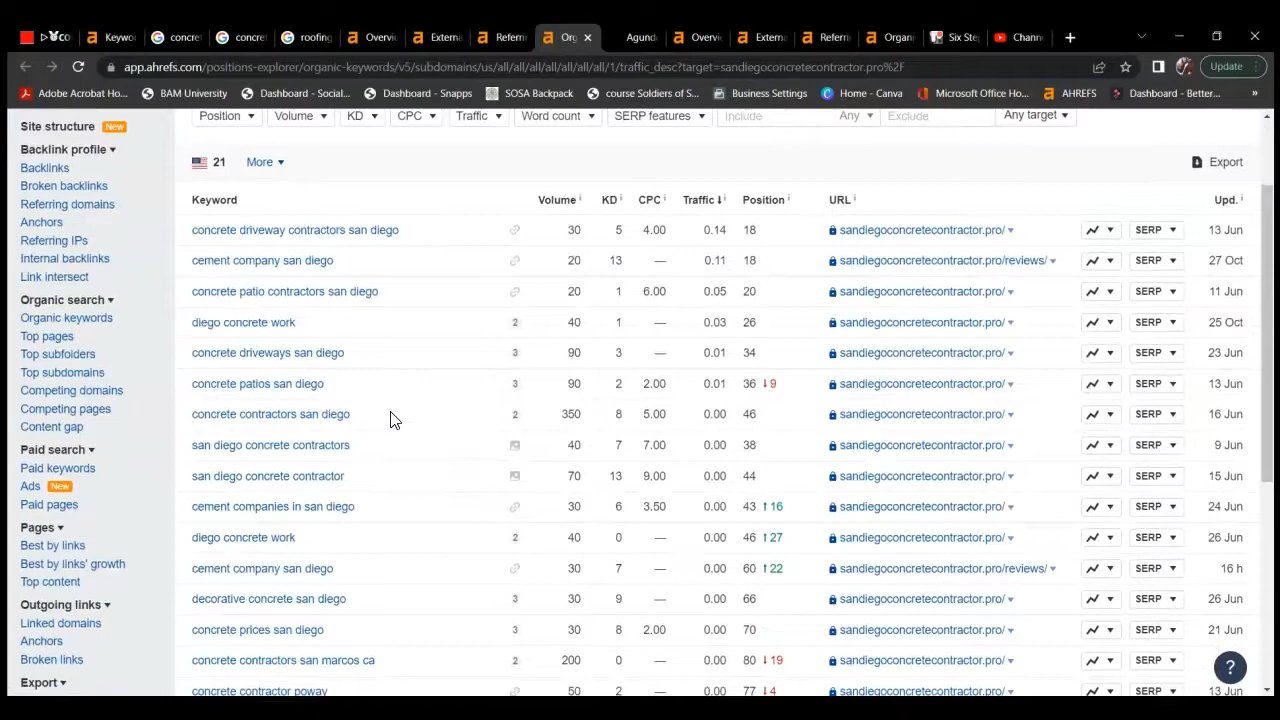 CO
Keywo
concret
concret
roofing
Overvi
Externa
Referri
Org
Agund
Overvi
Externa
Referri
Organi
Six Ste
Chann
app.ahrefs.com/positions-explorer/organic-keywords/v5/subdomains/us/all/all/all/all/all/all/all/1/traffic_desc?target=sandiegoconcretecontractor.pro%2F
Update
Adobe Acrobat Ho...
BAM University
Dashboard - Social...
Dashboard - Snapps
SOSA Backpack
course Soldiers of S...
Business Settings
Home - Canva
Microsoft Office Ho...
AHREFS
Dashboard - Better...
»
Position Volume KD CPC Traffic Word count SERP features Include Any Exclude Any target
Site structure New
Backlink profile
Backlinks
Broken backlinks
Referring domains
Anchors
Referring IPs
Internal backlinks
Link intersect
Organic search
Organic keywords
Top pages
Top subfolders
Top subdomains
Competing domains
Competing pages
Content gap
Paid search
Paid keywords
Ads New
Paid pages
Pages
Best by links
Best by links' growth
Top content
Outgoing links
Linked domains
Anchors
Broken links
Export
21 More Export
Keyword Volume KD CPC Traffic Position URL Upd.
concrete driveway contractors san diego 30 5 4.00 0.14 18 sandiegoconcretecontractor.pro/ SERP 13 Jun
cement company san diego 20 13 — 0.11 18 sandiegoconcretecontractor.pro/reviews/ SERP 27 Oct
concrete patio contractors san diego 20 1 6.00 0.05 20 sandiegoconcretecontractor.pro/ SERP 11 Jun
diego concrete work 2 40 1 — 0.03 26 sandiegoconcretecontractor.pro/ SERP 25 Oct
concrete driveways san diego 3 90 3 — 0.01 34 sandiegoconcretecontractor.pro/ SERP 23 Jun
concrete patios san diego 3 90 2 2.00 0.01 36 ↓9 sandiegoconcretecontractor.pro/ SERP 13 Jun
concrete contractors san diego 2 350 8 5.00 0.00 46 sandiegoconcretecontractor.pro/ SERP 16 Jun
san diego concrete contractors 40 7 7.00 0.00 38 sandiegoconcretecontractor.pro/ SERP 9 Jun
san diego concrete contractor 70 13 9.00 0.00 44 sandiegoconcretecontractor.pro/ SERP 15 Jun
cement companies in san diego 30 6 3.50 0.00 43 ↑16 sandiegoconcretecontractor.pro/ SERP 24 Jun
diego concrete work 2 40 0 — 0.00 46 ↑27 sandiegoconcretecontractor.pro/ SERP 26 Jun
cement company san diego 30 7 — 0.00 60 ↑22 sandiegoconcretecontractor.pro/reviews/ SERP 16 h
decorative concrete san diego 3 30 9 — 0.00 66 sandiegoconcretecontractor.pro/ SERP 26 Jun
concrete prices san diego 3 30 8 2.00 0.00 70 sandiegoconcretecontractor.pro/ SERP 21 Jun
concrete contractors san marcos ca 2 200 0 — 0.00 80 ↓19 sandiegoconcretecontractor.pro/ SERP 22 Jun
concrete contractor poway 50 2 — 0.00 77 ↓4 sandiegoconcretecontractor.pro/ SERP 13 Jun
?